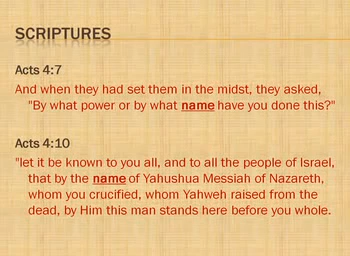 SCRIPTURES
Acts 4:7
And when they had set them in the midst, they asked,
"By what power or by what name have you done this?"
Acts 4:10
"let it be known to you all, and to all the people of Israel,
that by the name of Yahushua Messiah of Nazareth,
whom you crucified, whom Yahweh raised from the
dead, by Him this man stands here before you whole.